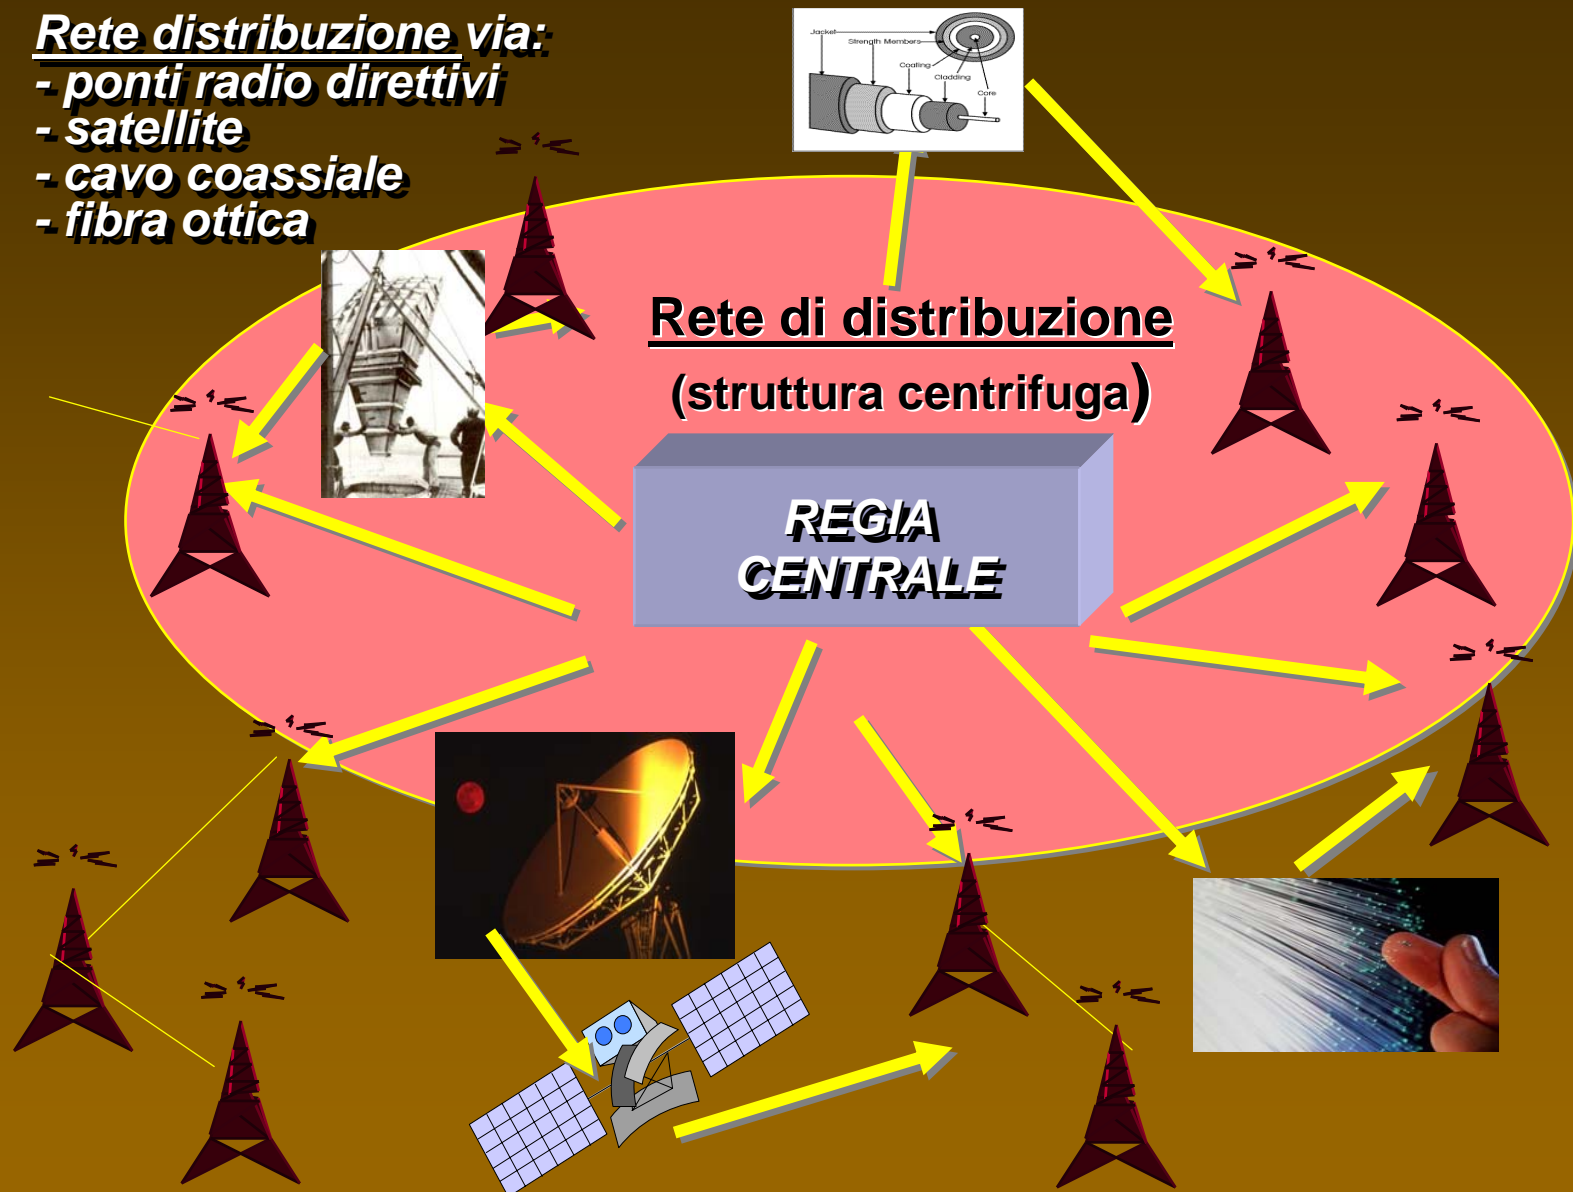 Rete distribuzione via:
- ponti radio direttivi
- satellite
- cavo coassiale
- fibra ottica
Jacket
Strength Members
Coating
Cladding
Core
Rete di distribuzione
(struttura centrifuga)
REGIA
CENTRALE